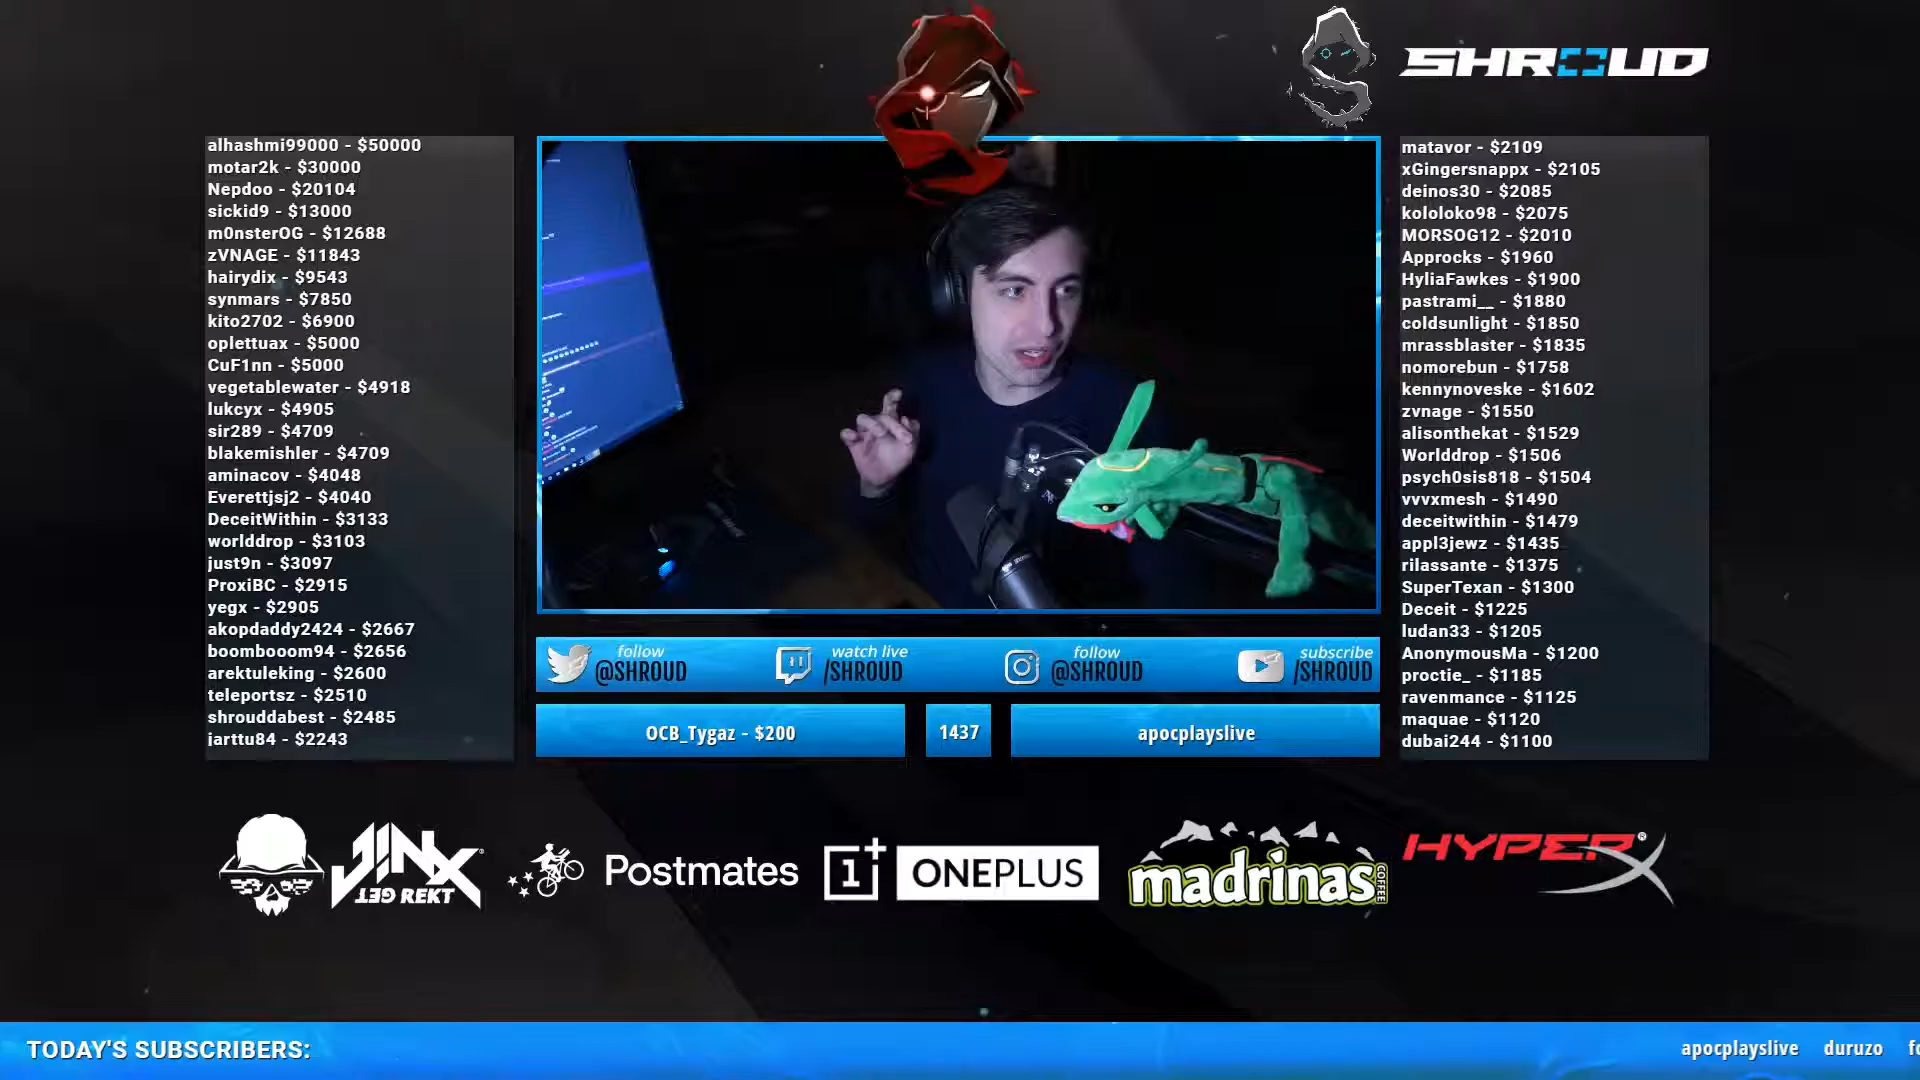 SHROUD
alhashmi99000 - $50000
motar2k - $30000
Nepdoo - $20104
sickid9 - $13000
m0nsterOG - $12688
zVNAGE - $11843
hairydix - $9543
synmars - $7850
kito2702 - $6900
oplettuax - $5000
CuF1nn - $5000
vegetablewater - $4918
lukcyx - $4905
sir289 - $4709
blakemishler - $4709
aminacov - $4048
Everettjsj2 - $4040
DeceitWithin - $3133
worlddrop - $3103
just9n - $3097
ProxiBC - $2915
yegx - $2905
akopdaddy2424 - $2667
boombooom94 - $2656
arektuleking - $2600
teleportsz - $2510
shrouddabest - $2485
jarttu84 - $2243
matavor - $2109
xGingersnappx - $2105
deinos30 - $2085
kololoko98 - $2075
MORSOG12 - $2010
Approcks - $1960
HyliaFawkes - $1900
pastrami__ - $1880
coldsunlight - $1850
mrassblaster - $1835
nomorebun - $1758
kennynoveske - $1602
zvnage - $1550
alisonthekat - $1529
Worlddrop - $1506
psych0sis818 - $1504
vvvxmesh - $1490
deceitwithin - $1479
appl3jewz - $1435
rilassante - $1375
SuperTexan - $1300
Deceit - $1225
ludan33 - $1205
AnonymousMa - $1200
proctie_ - $1185
ravenmance - $1125
maquae - $1120
dubai244 - $1100
follow
@SHROUD
watch live
/SHROUD
follow
@SHROUD
subscribe
/SHROUD
OCB_Tygaz - $200
1437
apocplayslive
JINX
GET REKT
Postmates
1+ ONEPLUS
madrinas COFFEE
HYPERX
TODAY'S SUBSCRIBERS:
apocplayslive duruzo